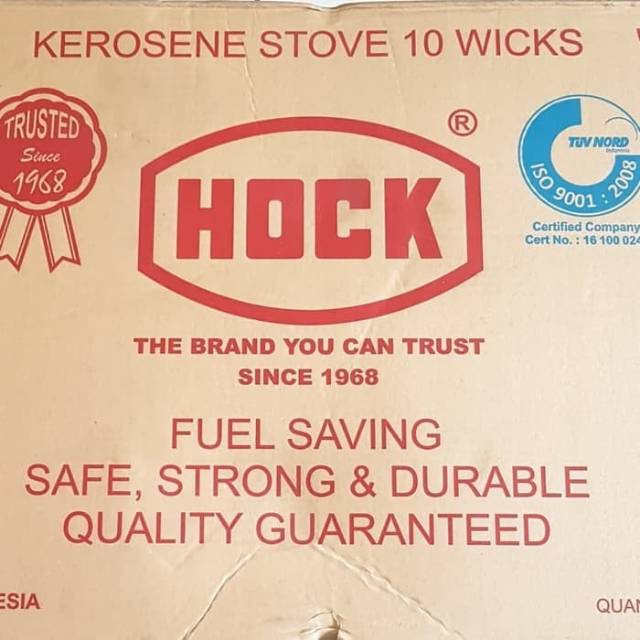 KEROSENE STOVE 10 WICKS
TRUSTED
Since
1968
HOCK
®
TÜV NORD
Indonesia
ISO 9001 : 2008
Certified Company
Cert No. : 16 100 024
THE BRAND YOU CAN TRUST
SINCE 1968
FUEL SAVING
SAFE, STRONG & DURABLE
QUALITY GUARANTEED
ESIA
QUAN